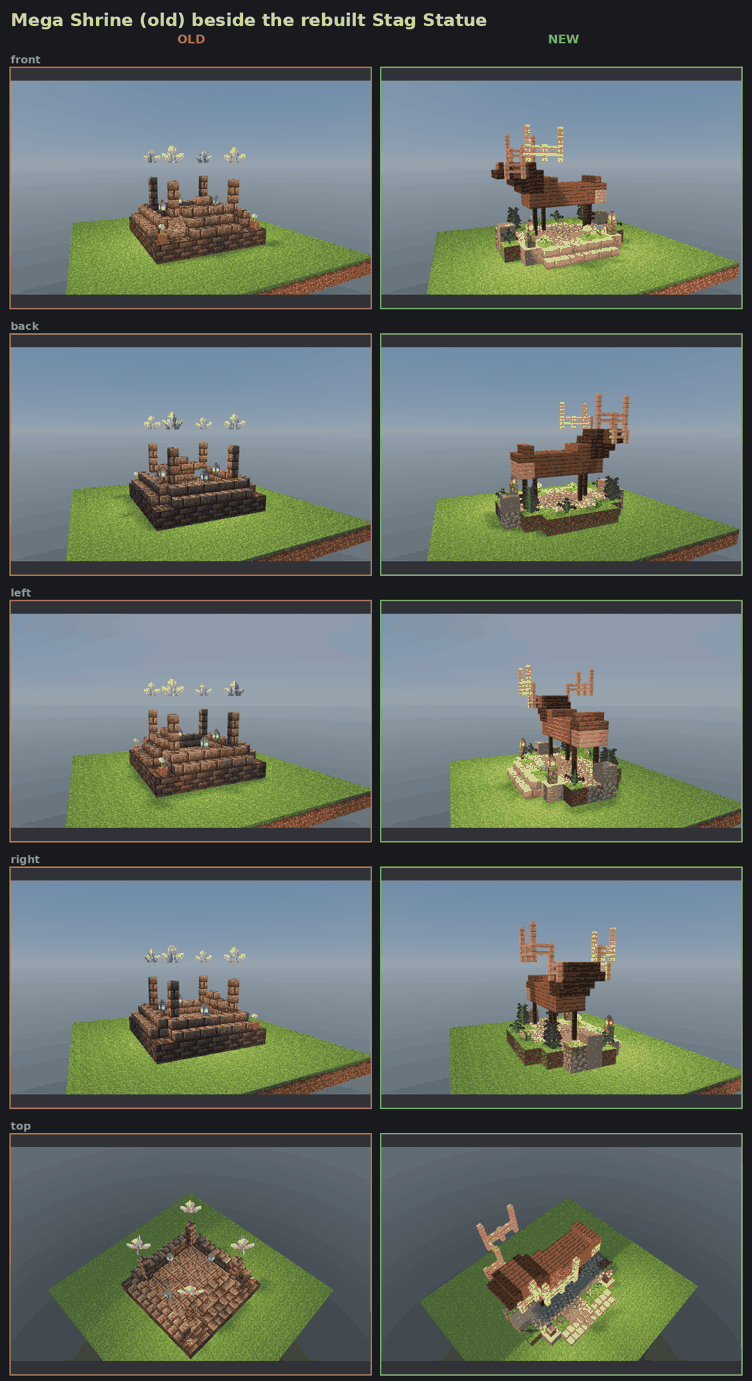 Mega Shrine (old) beside the rebuilt Stag Statue
OLD NEW
front
back
left
right
top